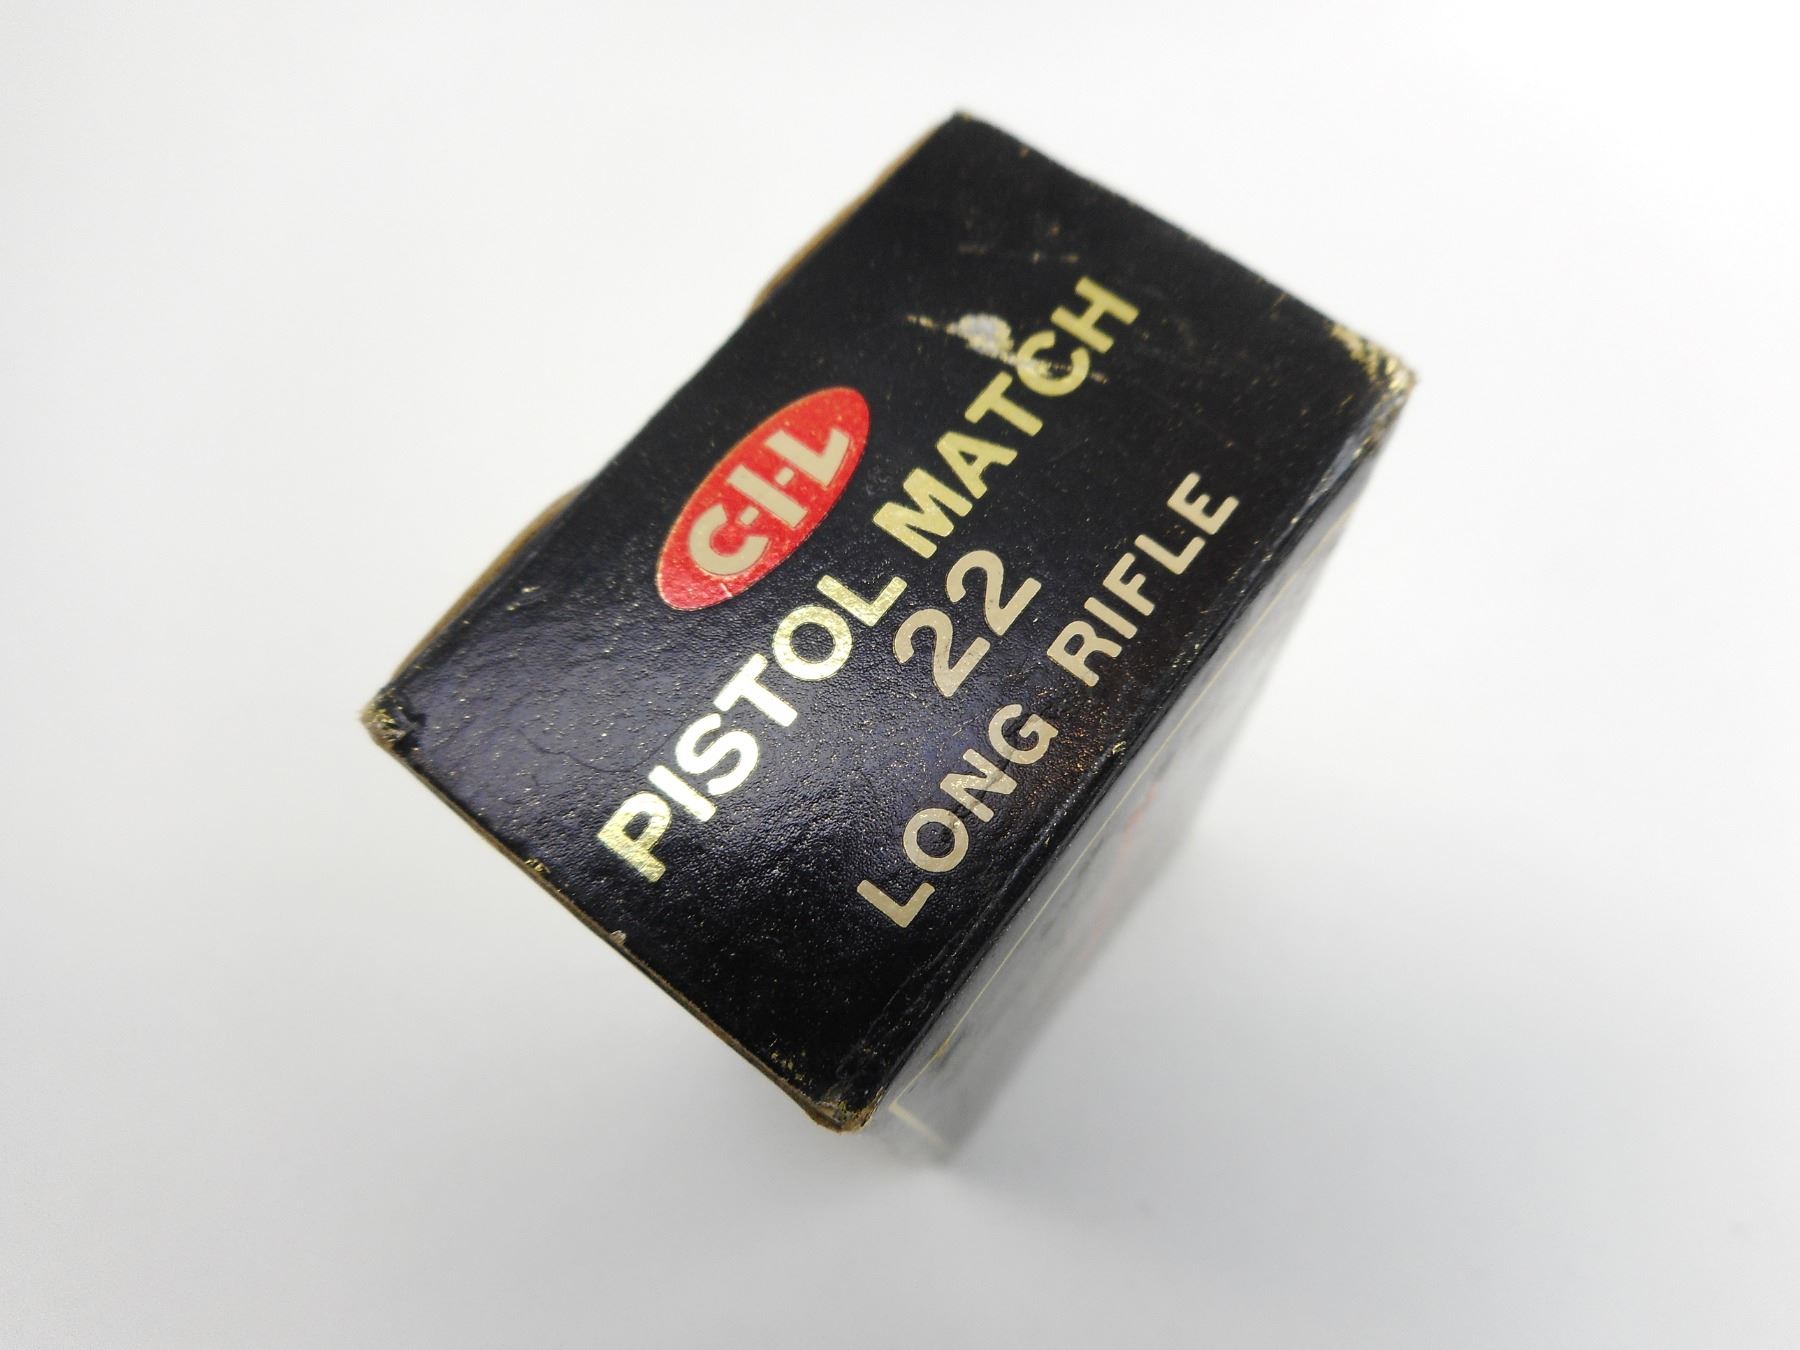 C-I-L
PISTOL MATCH
22
LONG RIFLE